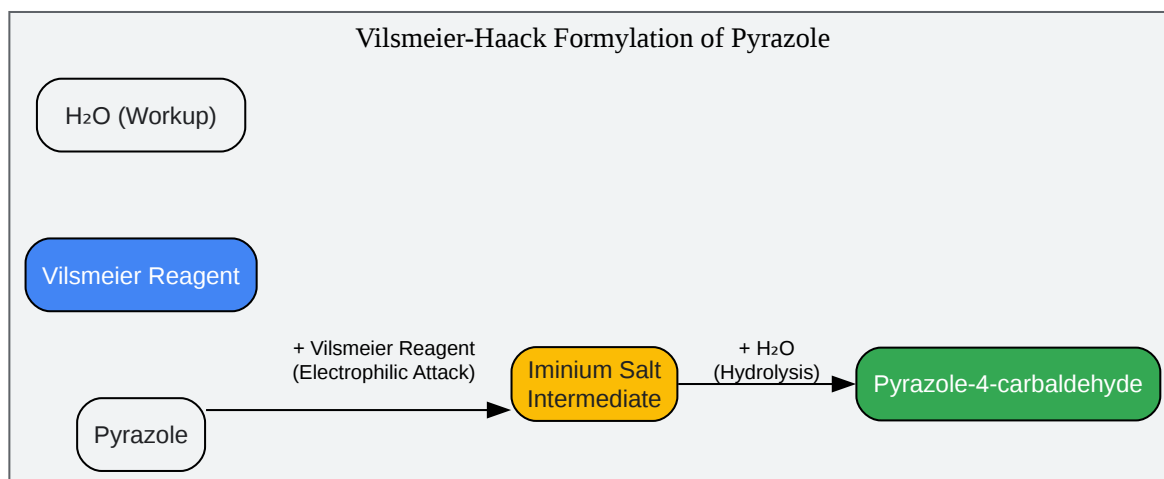 Vilsmeier-Haack Formylation of Pyrazole
H₂O (Workup)
Vilsmeier Reagent
+ Vilsmeier Reagent
(Electrophilic Attack)
Iminium Salt
Intermediate
+ H₂O
(Hydrolysis)
Pyrazole-4-carbaldehyde
Pyrazole